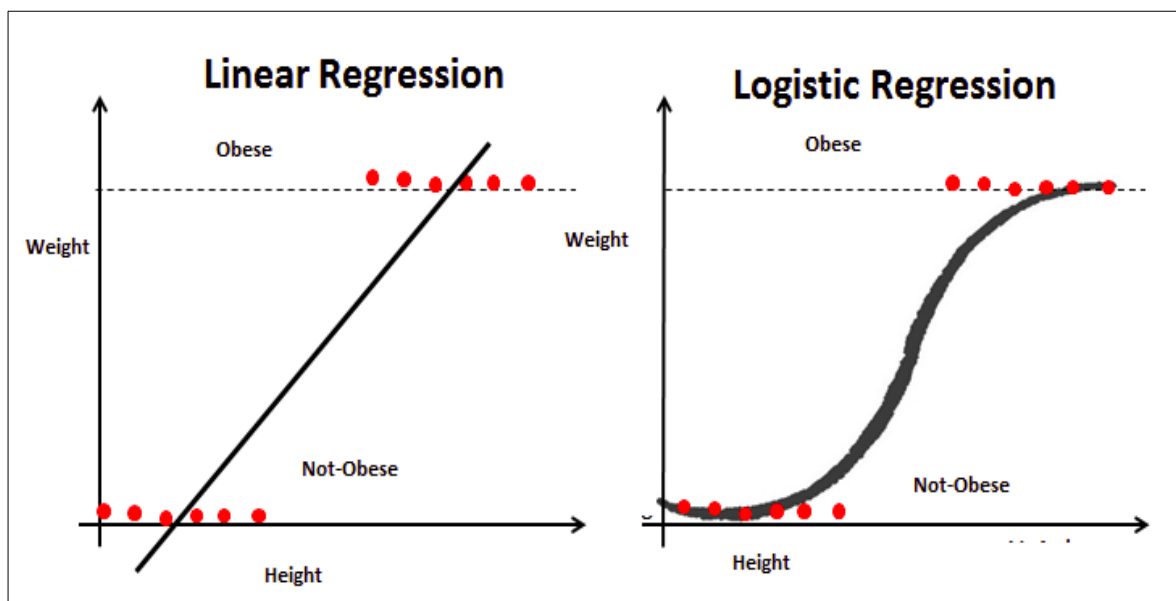 Linear Regression
Obese
Weight
Not-Obese
Height
Logistic Regression
Obese
Weight
Not-Obese
Height